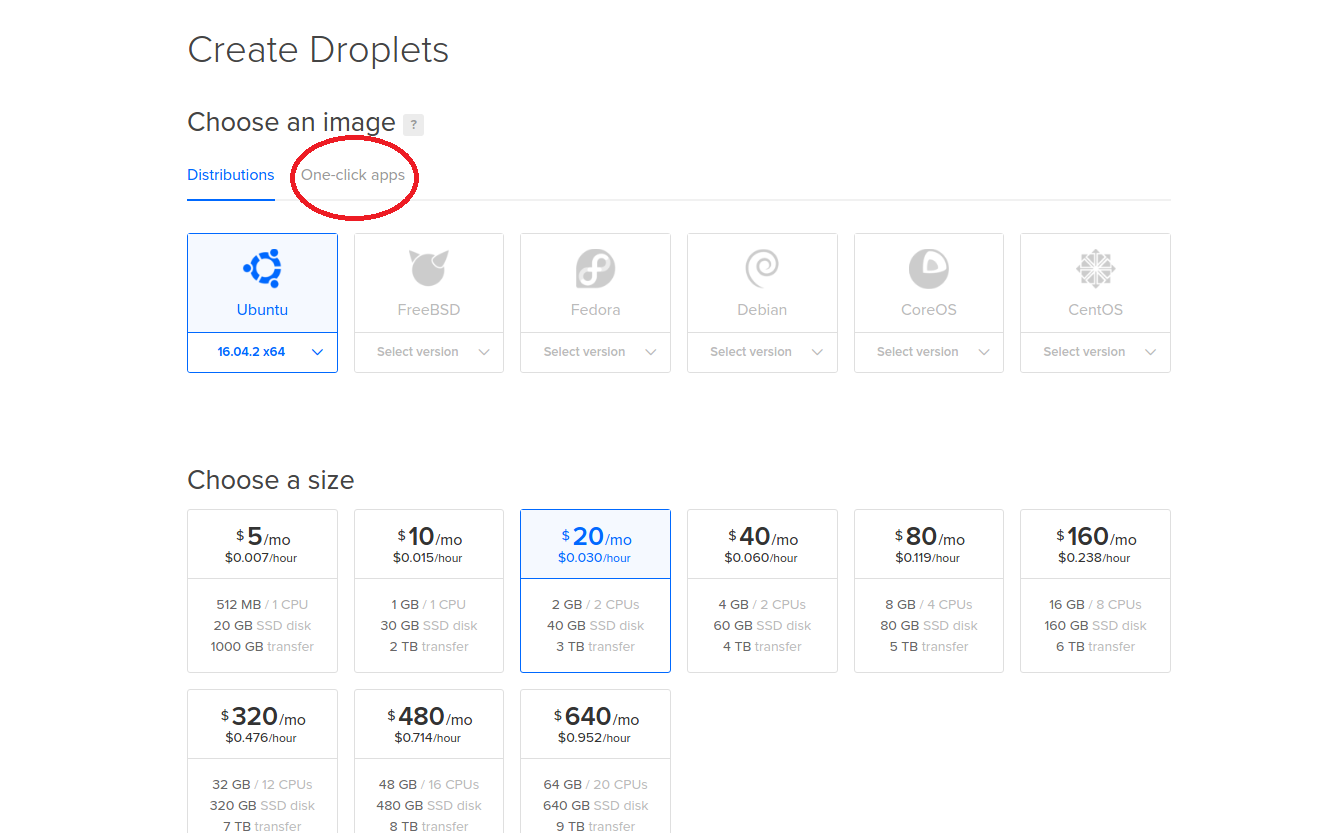 Create Droplets
Choose an image ?
Distributions One-click apps
Ubuntu FreeBSD Fedora Debian CoreOS CentOS
16.04.2 x64 Select version Select version Select version Select version Select version
Choose a size
$ 5/mo $ 10/mo $ 20/mo $ 40/mo $ 80/mo $ 160/mo
$0.007/hour $0.015/hour $0.030/hour $0.060/hour $0.119/hour $0.238/hour
512 MB / 1 CPU 1 GB / 1 CPU 2 GB / 2 CPUs 4 GB / 2 CPUs 8 GB / 4 CPUs 16 GB / 8 CPUs
20 GB SSD disk 30 GB SSD disk 40 GB SSD disk 60 GB SSD disk 80 GB SSD disk 160 GB SSD disk
1000 GB transfer 2 TB transfer 3 TB transfer 4 TB transfer 5 TB transfer 6 TB transfer
$ 320/mo $ 480/mo $ 640/mo
$0.476/hour $0.714/hour $0.952/hour
32 GB / 12 CPUs 48 GB / 16 CPUs 64 GB / 20 CPUs
320 GB SSD disk 480 GB SSD disk 640 GB SSD disk
7 TB transfer 8 TB transfer 9 TB transfer